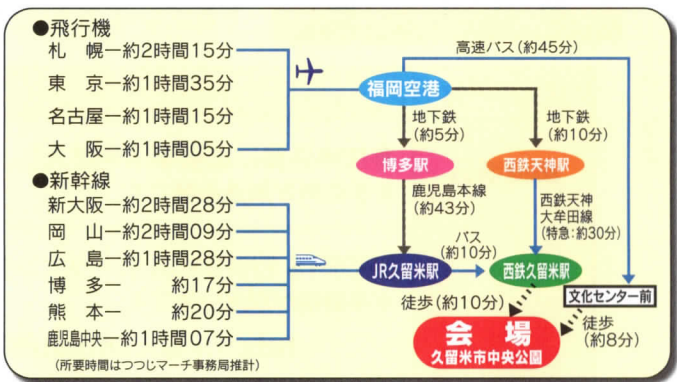 ●飛行機
札　幌ー約2時間15分
東　京ー約1時間35分
名古屋ー約1時間15分
大　阪ー約1時間05分
●新幹線
新大阪ー約2時間28分
岡　山ー約2時間09分
広　島ー約1時間28分
博　多ー　　約17分
熊　本ー　　約20分
鹿児島中央ー約1時間07分
(所要時間はつつじマーチ事務局推計)
高速バス(約45分)
福岡空港
地下鉄
(約5分)
地下鉄
(約10分)
博多駅
西鉄天神駅
鹿児島本線
(約43分)
西鉄天神
大牟田線
(特急:約30分)
バス
(約10分)
JR久留米駅
西鉄久留米駅
文化センター前
徒歩(約10分)
徒歩
(約8分)
会　場
久留米市中央公園